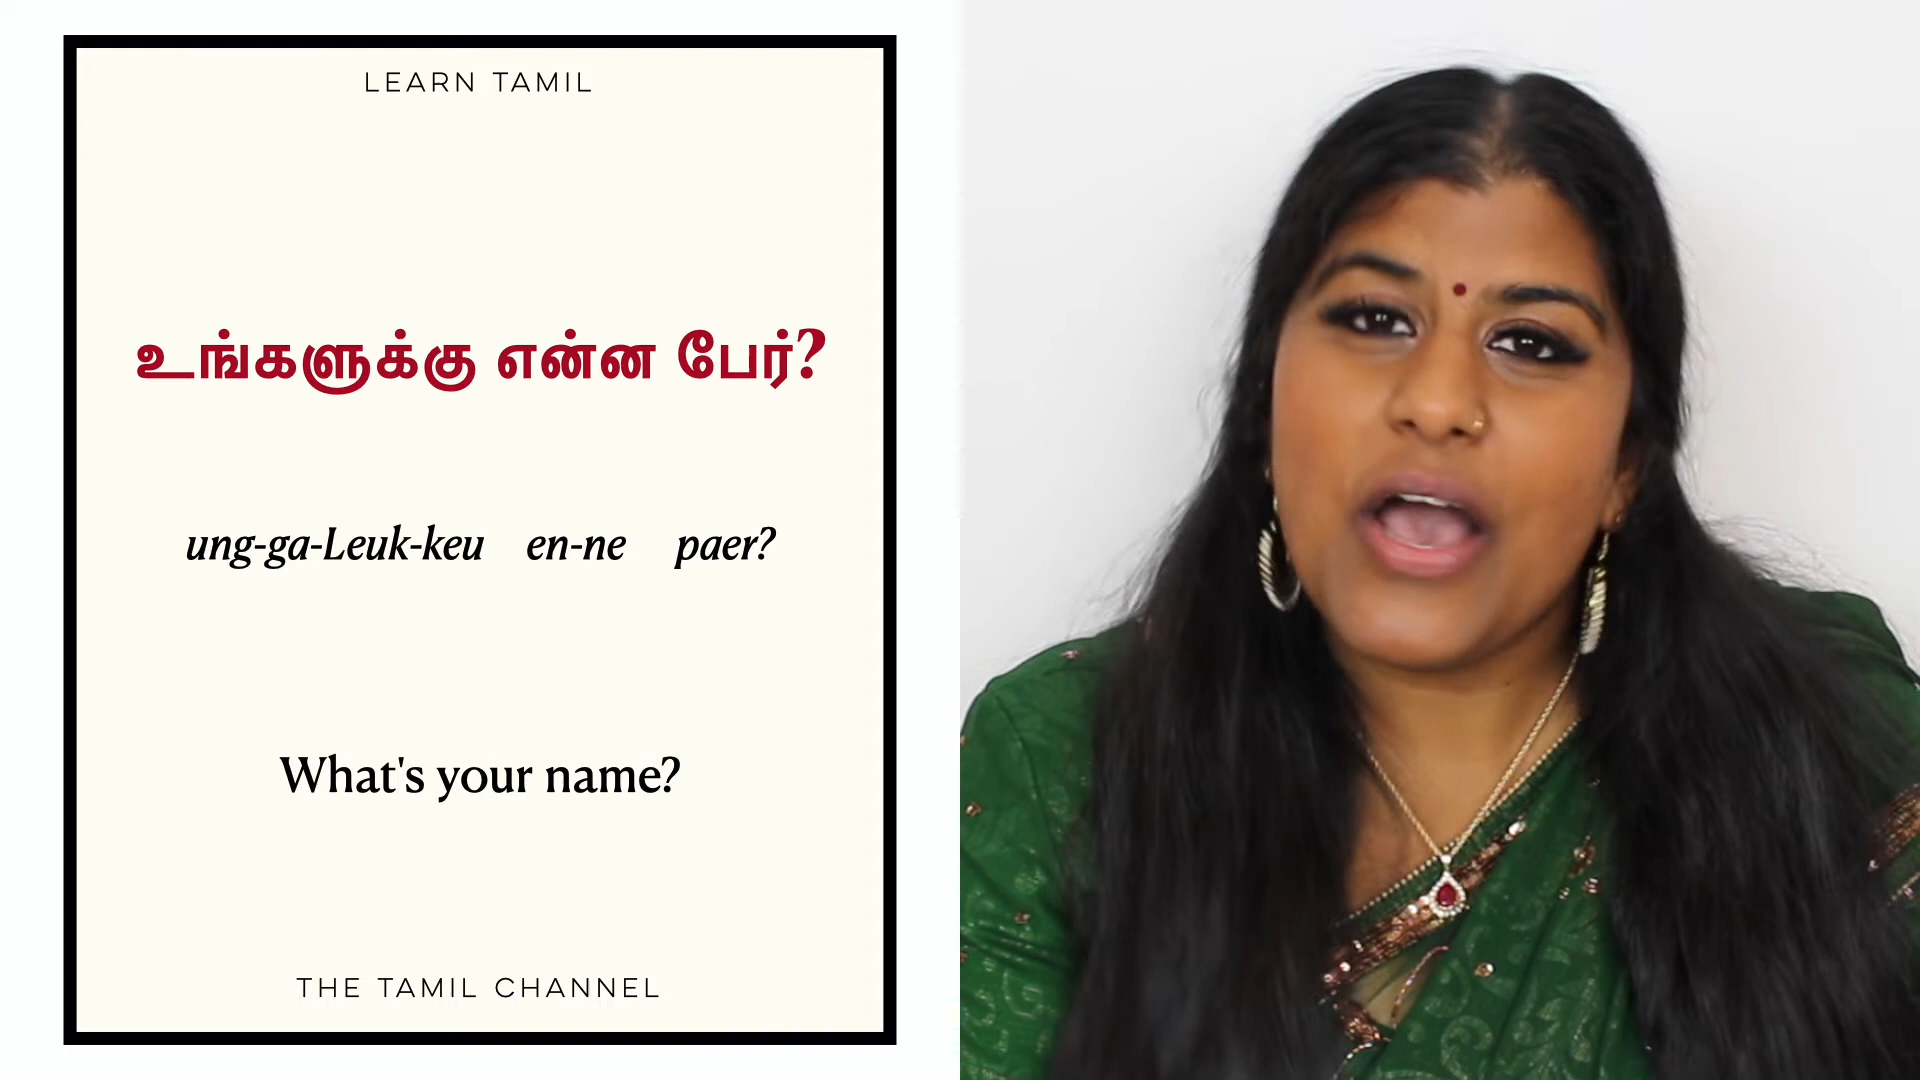 LEARN TAMIL
உங்களுக்கு என்ன பேர்?
ung-ga-Leuk-keu en-ne paer?
What's your name?
THE TAMIL CHANNEL